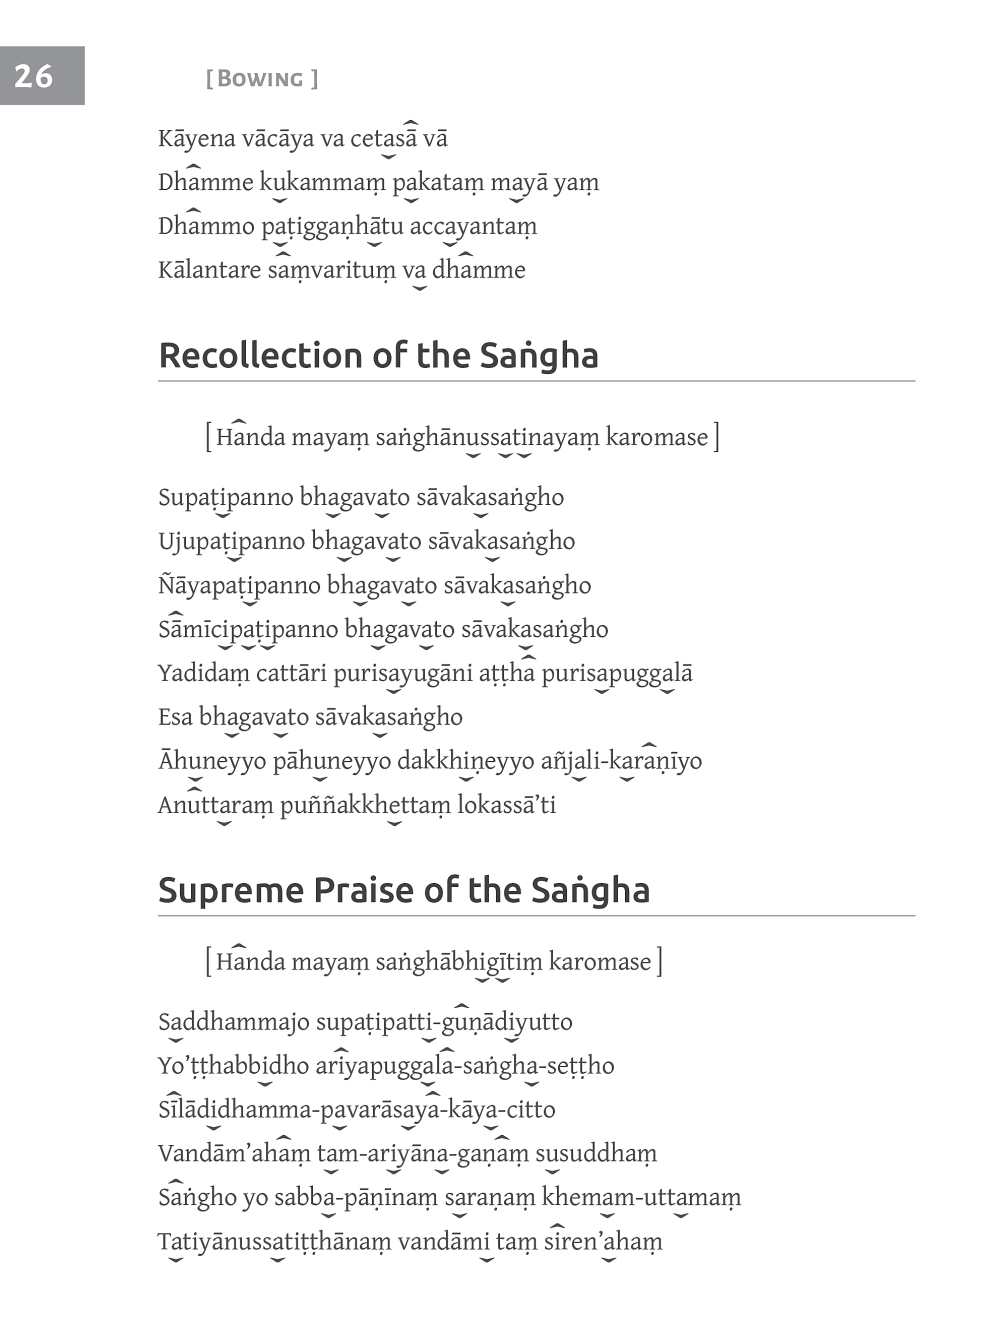 26
[ Bowing ]
Kāyena vācāya va cetasā vā
Dhamme kukammaṃ pakataṃ mayā yaṃ
Dhammo paṭiggaṇhātu accayantaṃ
Kālantare saṃvarituṃ va dhamme
Recollection of the Saṅgha
[ Handa mayaṃ saṅghānussatinayaṃ karomase ]
Supaṭipanno bhagavato sāvakasaṅgho
Ujupaṭipanno bhagavato sāvakasaṅgho
Ñāyapaṭipanno bhagavato sāvakasaṅgho
Sāmīcipaṭipanno bhagavato sāvakasaṅgho
Yadidaṃ cattāri purisayugāni aṭṭha purisapuggalā
Esa bhagavato sāvakasaṅgho
Āhuneyyo pāhuneyyo dakkhiṇeyyo añjali-karaṇīyo
Anuttaraṃ puññakkhettaṃ lokassā’ti
Supreme Praise of the Saṅgha
[ Handa mayaṃ saṅghābhigītiṃ karomase ]
Saddhammajo supaṭipatti-guṇādiyutto
Yo’ṭṭhabbidho ariyapuggala-saṅgha-seṭṭho
Sīlādidhamma-pavarāsaya-kāya-citto
Vandām’ahaṃ tam-ariyāna-gaṇaṃ susuddhaṃ
Saṅgho yo sabba-pāṇīnaṃ saraṇaṃ khemam-uttamaṃ
Tatiyānussatiṭṭhānaṃ vandāmi taṃ siren’ahaṃ